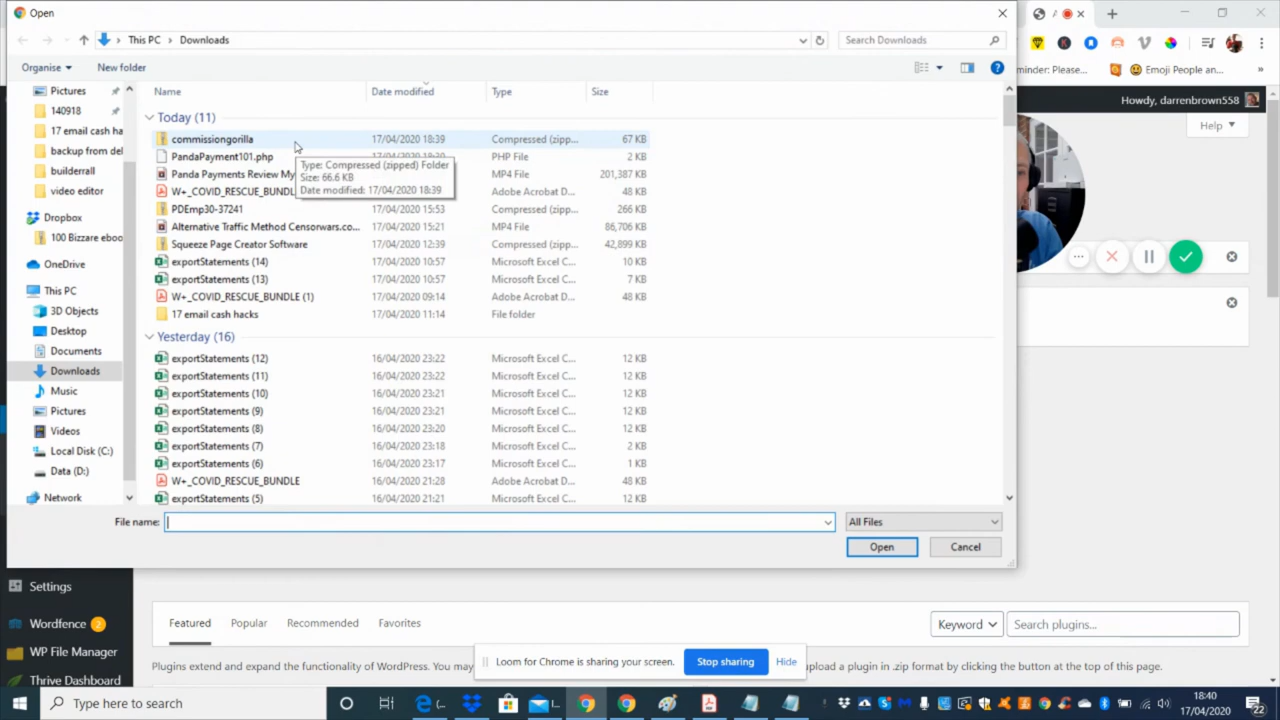 Open
This PC > Downloads
Search Downloads
minder: Please...
Emoji People an...
»
Organise
New folder
Howdy, darrenbrown558
Help
Pictures
140918
17 email cash ha
backup from del
builderrall
video editor
Dropbox
100 Bizzare eboo
OneDrive
This PC
3D Objects
Desktop
Documents
Downloads
Music
Pictures
Videos
Local Disk (C:)
Data (D:)
Network
Name Date modified Type Size
Today (11)
commissiongorilla 17/04/2020 18:39 Compressed (zipp... 67 KB
PandaPayment101.php PHP File 2 KB
Panda Payments Review My MP4 File 201,387 KB
W+_COVID_RESCUE_BUNDL Adobe Acrobat D... 48 KB
Type: Compressed (zipped) Folder
Size: 66.6 KB
Date modified: 17/04/2020 18:39
PDEmp30-37241 17/04/2020 15:53 Compressed (zipp... 266 KB
Alternative Traffic Method Censorwars.co... 17/04/2020 15:21 MP4 File 86,706 KB
Squeeze Page Creator Software 17/04/2020 12:39 Compressed (zipp... 42,899 KB
exportStatements (14) 17/04/2020 10:57 Microsoft Excel C... 10 KB
exportStatements (13) 17/04/2020 10:57 Microsoft Excel C... 7 KB
W+_COVID_RESCUE_BUNDLE (1) 17/04/2020 09:14 Adobe Acrobat D... 48 KB
17 email cash hacks 17/04/2020 11:14 File folder
Yesterday (16)
exportStatements (12) 16/04/2020 23:22 Microsoft Excel C... 12 KB
exportStatements (11) 16/04/2020 23:22 Microsoft Excel C... 12 KB
exportStatements (10) 16/04/2020 23:21 Microsoft Excel C... 12 KB
exportStatements (9) 16/04/2020 23:21 Microsoft Excel C... 12 KB
exportStatements (8) 16/04/2020 23:20 Microsoft Excel C... 12 KB
exportStatements (7) 16/04/2020 23:18 Microsoft Excel C... 2 KB
exportStatements (6) 16/04/2020 23:17 Microsoft Excel C... 1 KB
W+_COVID_RESCUE_BUNDLE 16/04/2020 21:28 Adobe Acrobat D... 48 KB
exportStatements (5) 16/04/2020 21:21 Microsoft Excel C... 12 KB
File name:
All Files
Open
Cancel
Settings
Wordfence 2
WP File Manager
Thrive Dashboard
Featured Popular Recommended Favorites
Keyword
Search plugins...
Plugins extend and expand the functionality of WordPress. You may
upload a plugin in .zip format by clicking the button at the top of this page.
Loom for Chrome is sharing your screen.
Stop sharing
Hide
Type here to search
18:40
17/04/2020
22